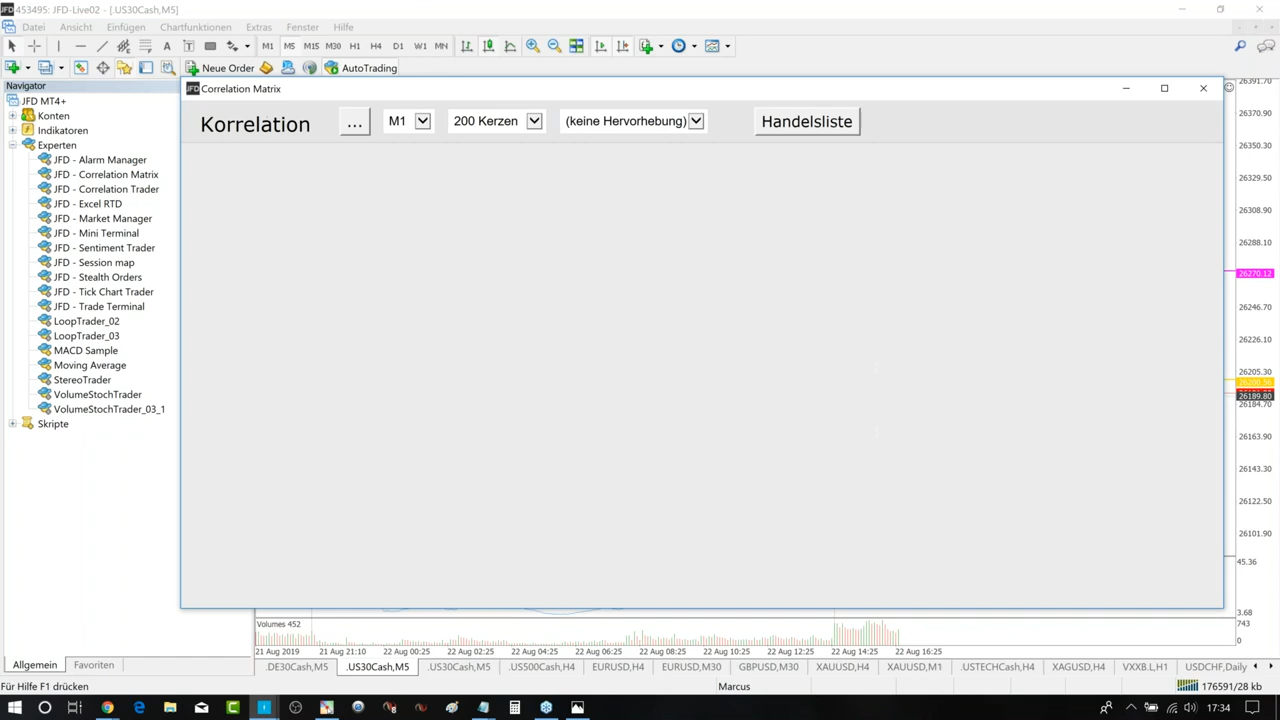 453495: JFD-Live02 - [.US30Cash,M5]
Datei Ansicht Einfügen Chartfunktionen Extras Fenster Hilfe
A T M1 M5 M15 M30 H1 H4 D1 W1 MN
Neue Order AutoTrading
Navigator
JFD MT4+
Konten
Indikatoren
Experten
JFD - Alarm Manager
JFD - Correlation Matrix
JFD - Correlation Trader
JFD - Excel RTD
JFD - Market Manager
JFD - Mini Terminal
JFD - Sentiment Trader
JFD - Session map
JFD - Stealth Orders
JFD - Tick Chart Trader
JFD - Trade Terminal
LoopTrader_02
LoopTrader_03
MACD Sample
Moving Average
StereoTrader
VolumeStochTrader
VolumeStochTrader_03_1
Skripte
Allgemein Favoriten
Correlation Matrix
Korrelation ... M1 200 Kerzen (keine Hervorhebung) Handelsliste
26391.70
26370.90
26350.30
26329.50
26308.90
26288.10
26270.12
26246.70
26226.10
26205.30
26200.56
26189.80
26184.70
26163.90
26143.30
26122.50
26101.90
45.36
3.68
Volumes 452
743
0
21 Aug 2019 21 Aug 21:10 22 Aug 00:25 22 Aug 02:25 22 Aug 04:25 22 Aug 06:25 22 Aug 08:25 22 Aug 10:25 22 Aug 12:25 22 Aug 14:25 22 Aug 16:25
.DE30Cash,M5 .US30Cash,M5 .US30Cash,M5 .US500Cash,H4 EURUSD,H4 EURUSD,M30 GBPUSD,M30 XAUUSD,H4 XAUUSD,M1 .USTECHCash,H4 XAGUSD,H4 VXXB.L,H1 USDCHF,Daily
Für Hilfe F1 drücken Marcus 176591/28 kb
17:34